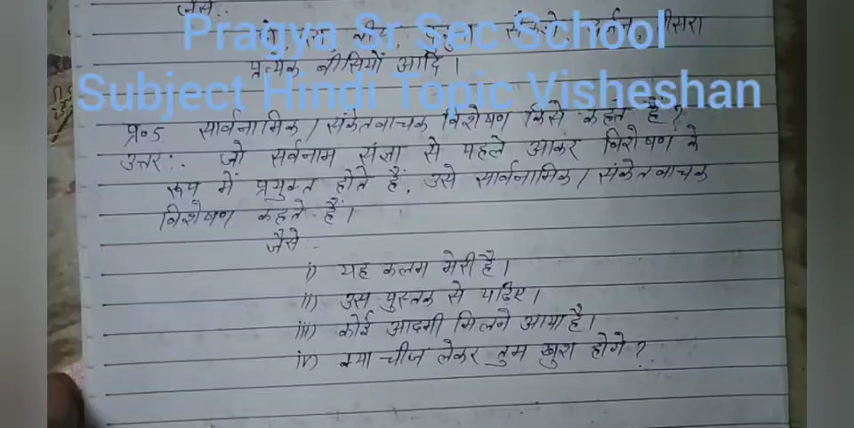 जैसे:.
Pragya Sr Sec School
तीसरा
प्रत्येक बीसियों आदि।
Subject Hindi Topic Visheshan
प्र०5 सार्वनामिक / संकेतवाचक विशेषण किसे कहते हैं?
उत्तर:. जो सर्वनाम संज्ञा से पहले आकर विशेषण के
रूप में प्रयुक्त होते हैं, उसे सार्वनामिक / संकेतवाचक
विशेषण कहते हैं।
जैसे:.
i) यह कलम मेरी है।
ii) उस पुस्तक से पढ़िए।
iii) कोई आदमी मिलने आया है।
iv) क्या चीज लेकर तुम खुश होगे?